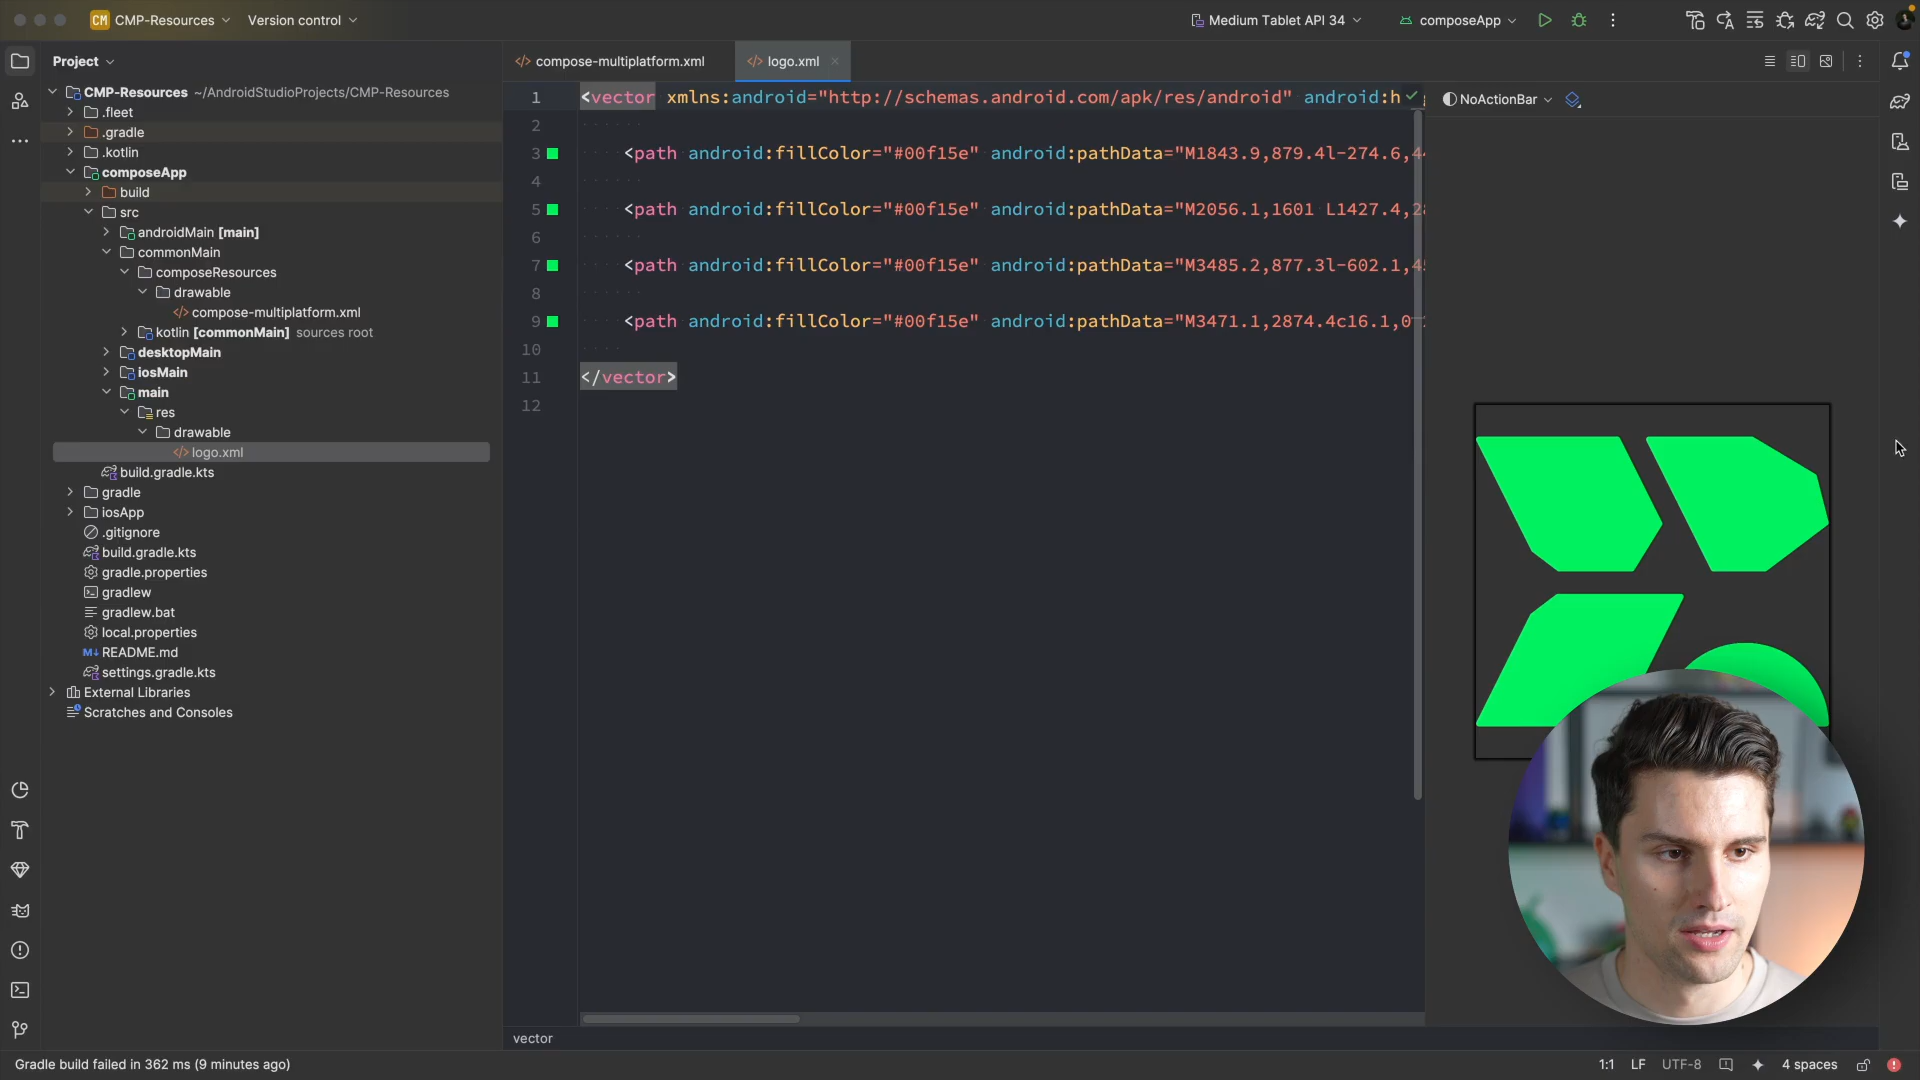 CM CMP-Resources Version control Medium Tablet API 34 composeApp
Project
compose-multiplatform.xml logo.xml
CMP-Resources ~/AndroidStudioProjects/CMP-Resources
.fleet
.gradle
.kotlin
composeApp
build
src
androidMain [main]
commonMain
composeResources
drawable
compose-multiplatform.xml
kotlin [commonMain] sources root
desktopMain
iosMain
main
res
drawable
logo.xml
build.gradle.kts
gradle
iosApp
.gitignore
build.gradle.kts
gradle.properties
gradlew
gradlew.bat
local.properties
README.md
settings.gradle.kts
External Libraries
Scratches and Consoles
1 <vector xmlns:android="http://schemas.android.com/apk/res/android" android:h
2
3 <path android:fillColor="#00f15e" android:pathData="M1843.9,879.4l-274.6,4
4
5 <path android:fillColor="#00f15e" android:pathData="M2056.1,1601 L1427.4,2
6
7 <path android:fillColor="#00f15e" android:pathData="M3485.2,877.3l-602.1,4
8
9 <path android:fillColor="#00f15e" android:pathData="M3471.1,2874.4c16.1,0
10
11 </vector>
12
NoActionBar
vector
Gradle build failed in 362 ms (9 minutes ago) 1:1 LF UTF-8 4 spaces